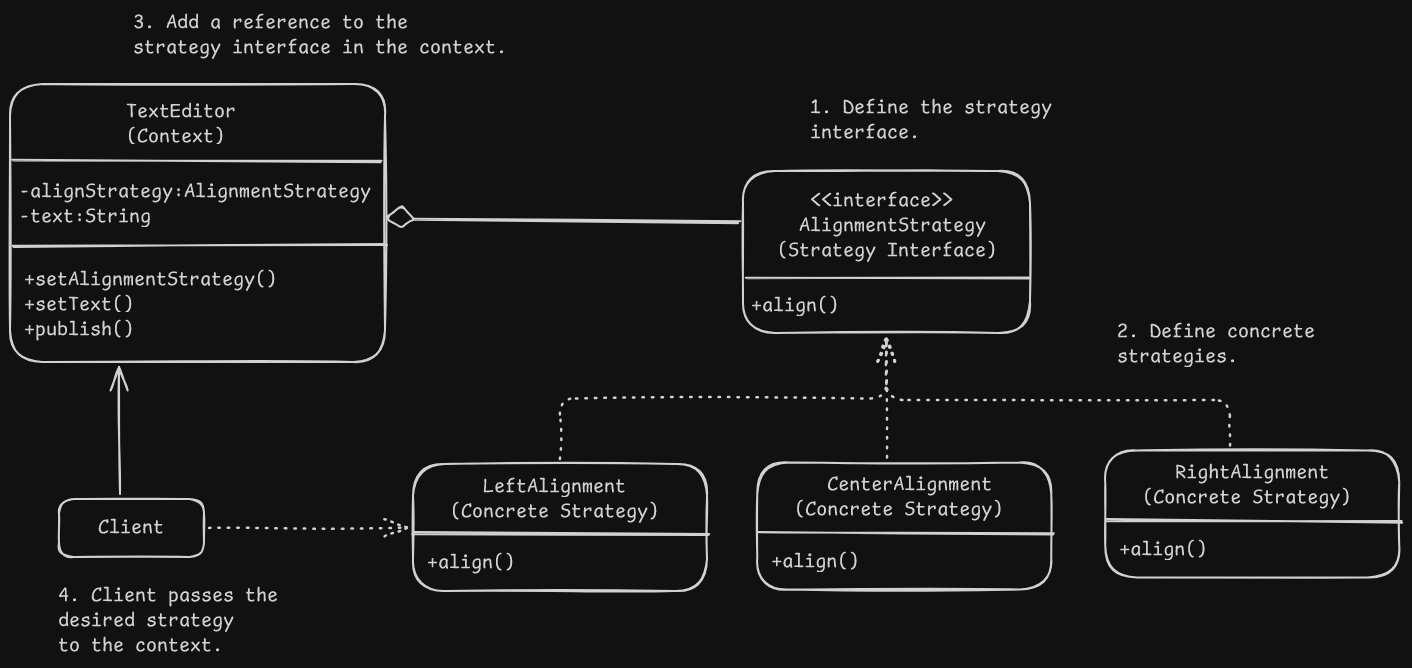 3. Add a reference to the
strategy interface in the context.
TextEditor
(Context)
-alignStrategy:AlignmentStrategy
-text:String
+setAlignmentStrategy()
+setText()
+publish()
1. Define the strategy
interface.
<<interface>>
AlignmentStrategy
(Strategy Interface)
+align()
2. Define concrete
strategies.
LeftAlignment
(Concrete Strategy)
+align()
CenterAlignment
(Concrete Strategy)
+align()
RightAlignment
(Concrete Strategy)
+align()
Client
4. Client passes the
desired strategy
to the context.